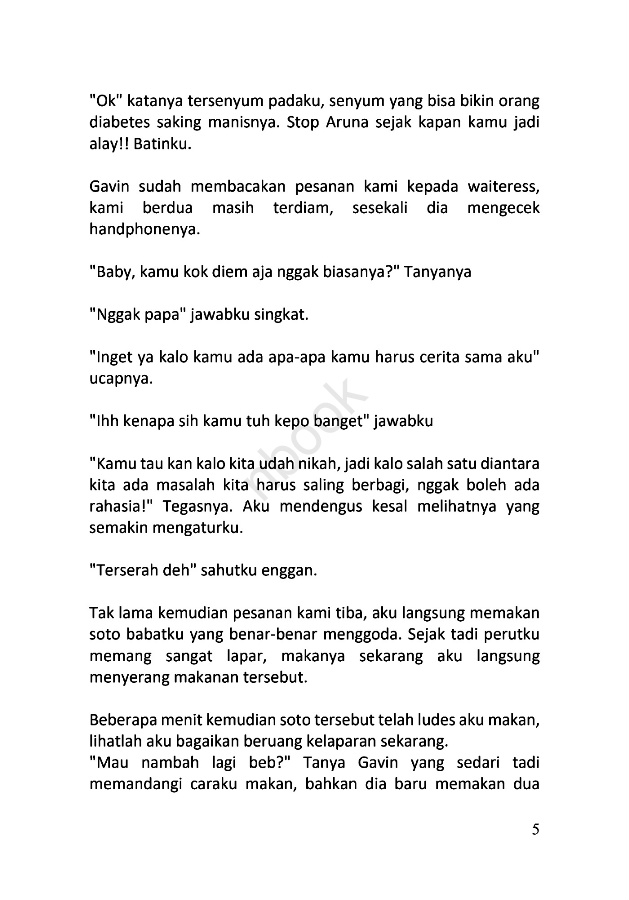 "Ok" katanya tersenyum padaku, senyum yang bisa bikin orang
diabetes saking manisnya. Stop Aruna sejak kapan kamu jadi
alay!! Batinku.
Gavin sudah membacakan pesanan kami kepada waiteress,
kami berdua masih terdiam, sesekali dia mengecek
handphonenya.
"Baby, kamu kok diem aja nggak biasanya?" Tanyanya
"Nggak papa" jawabku singkat.
"Inget ya kalo kamu ada apa-apa kamu harus cerita sama aku"
ucapnya.
"Ihh kenapa sih kamu tuh kepo banget" jawabku
"Kamu tau kan kalo kita udah nikah, jadi kalo salah satu diantara
kita ada masalah kita harus saling berbagi, nggak boleh ada
rahasia!" Tegasnya. Aku mendengus kesal melihatnya yang
semakin mengaturku.
"Terserah deh" sahutku enggan.
Tak lama kemudian pesanan kami tiba, aku langsung memakan
soto babatku yang benar-benar menggoda. Sejak tadi perutku
memang sangat lapar, makanya sekarang aku langsung
menyerang makanan tersebut.
Beberapa menit kemudian soto tersebut telah ludes aku makan,
lihatlah aku bagaikan beruang kelaparan sekarang.
"Mau nambah lagi beb?" Tanya Gavin yang sedari tadi
memandangi caraku makan, bahkan dia baru memakan dua
5
nbook